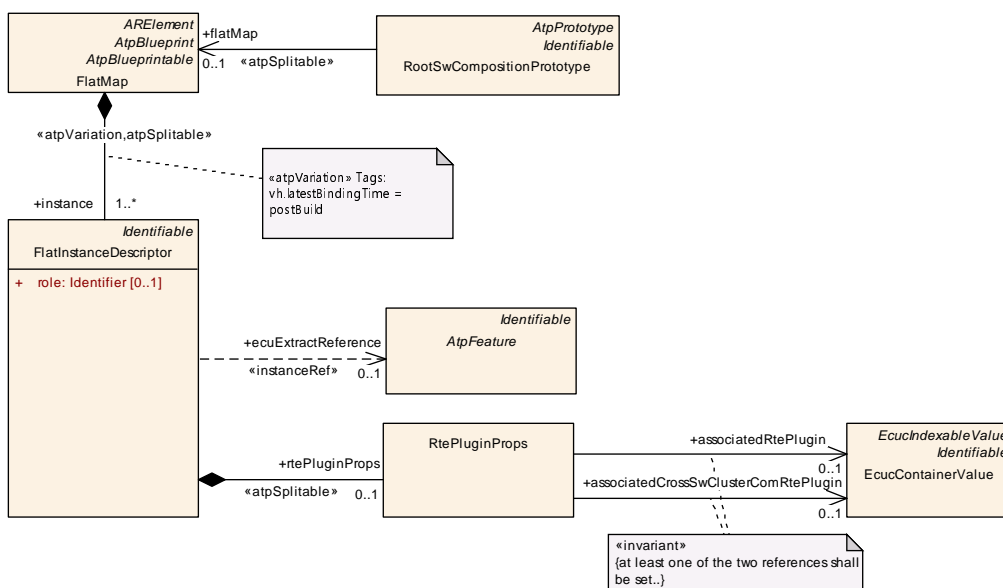 ARElement
AtpBlueprint
AtpBlueprintable
FlatMap
+flatMap
0..1
«atpSplitable»
AtpPrototype
Identifiable
RootSwCompositionPrototype
«atpVariation,atpSplitable»
«atpVariation» Tags:
vh.latestBindingTime =
postBuild
+instance
1..*
Identifiable
FlatInstanceDescriptor
+ role: Identifier [0..1]
+ecuExtractReference
«instanceRef»
0..1
Identifiable
AtpFeature
+rtePluginProps
«atpSplitable»
0..1
RtePluginProps
+associatedRtePlugin
0..1
+associatedCrossSwClusterComRtePlugin
0..1
EcucIndexableValue
Identifiable
EcucContainerValue
«invariant»
{at least one of the two references shall
be set..}